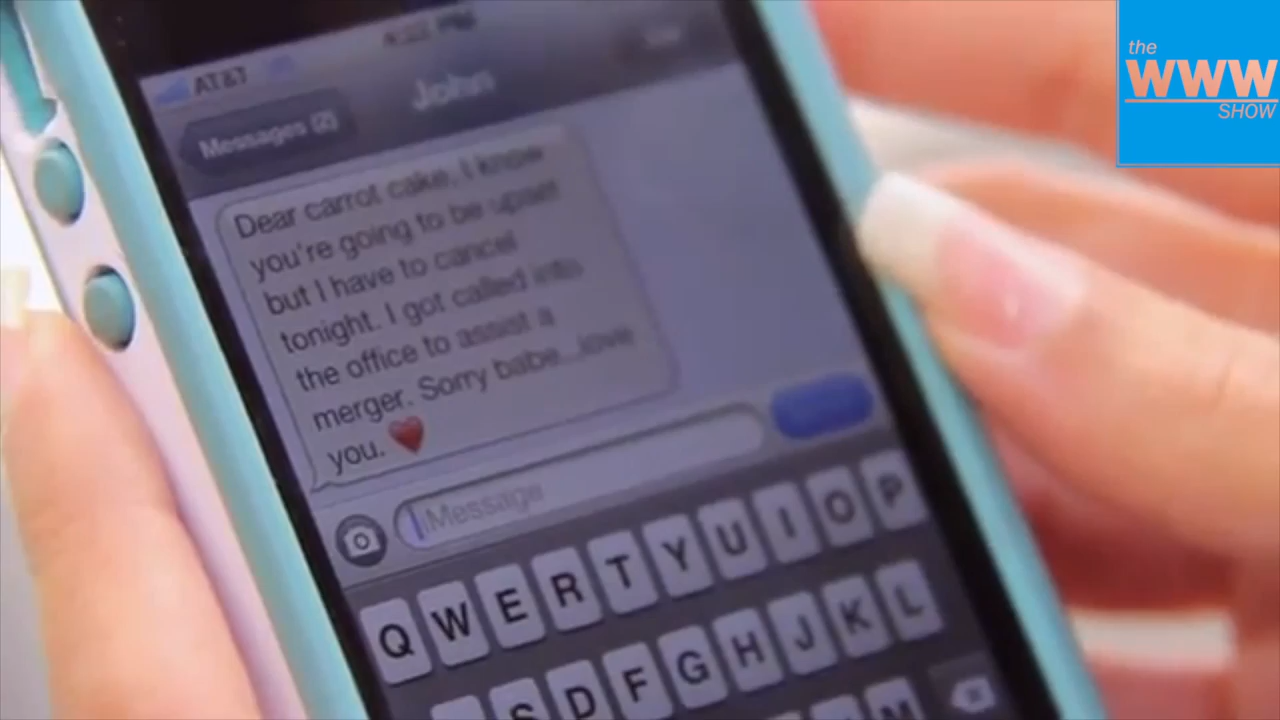 the
WWW
SHOW
AT&T
John
Messages (2)
Dear carrot cake, I know
you're going to be upset
but I have to cancel
tonight. I got called into
the office to assist a
merger. Sorry babe...love
you. ❤️
Message
Q W E R T Y U I O P
S D F G H J K L
M